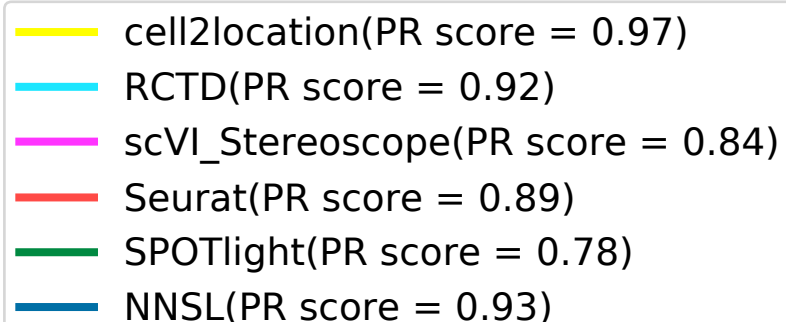 cell2location(PR score = 0.97)
RCTD(PR score = 0.92)
scVI_Stereoscope(PR score = 0.84)
Seurat(PR score = 0.89)
SPOTlight(PR score = 0.78)
NNSL(PR score = 0.93)